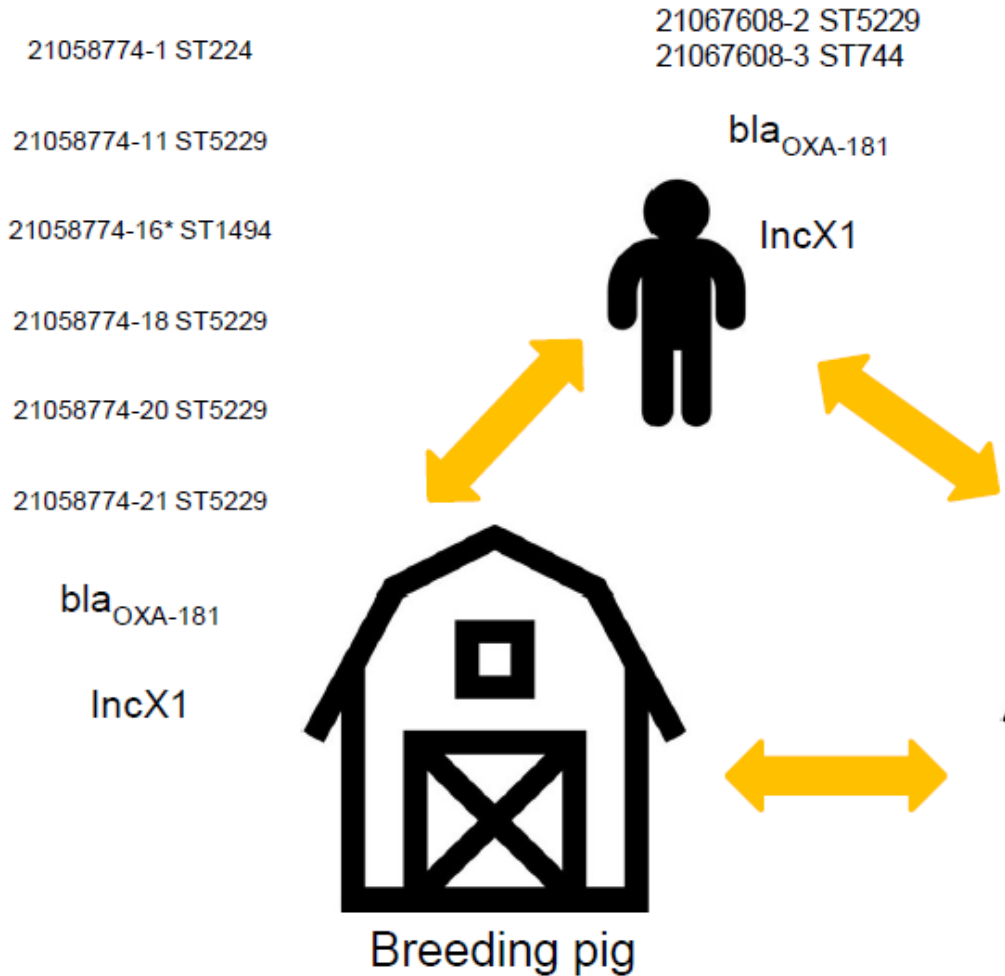 21058774-1 ST224
21058774-11 ST5229
21058774-16* ST1494
21058774-18 ST5229
21058774-20 ST5229
21058774-21 ST5229
blaOXA-181
IncX1
21067608-2 ST5229
21067608-3 ST744
blaOXA-181
IncX1
Breeding pig